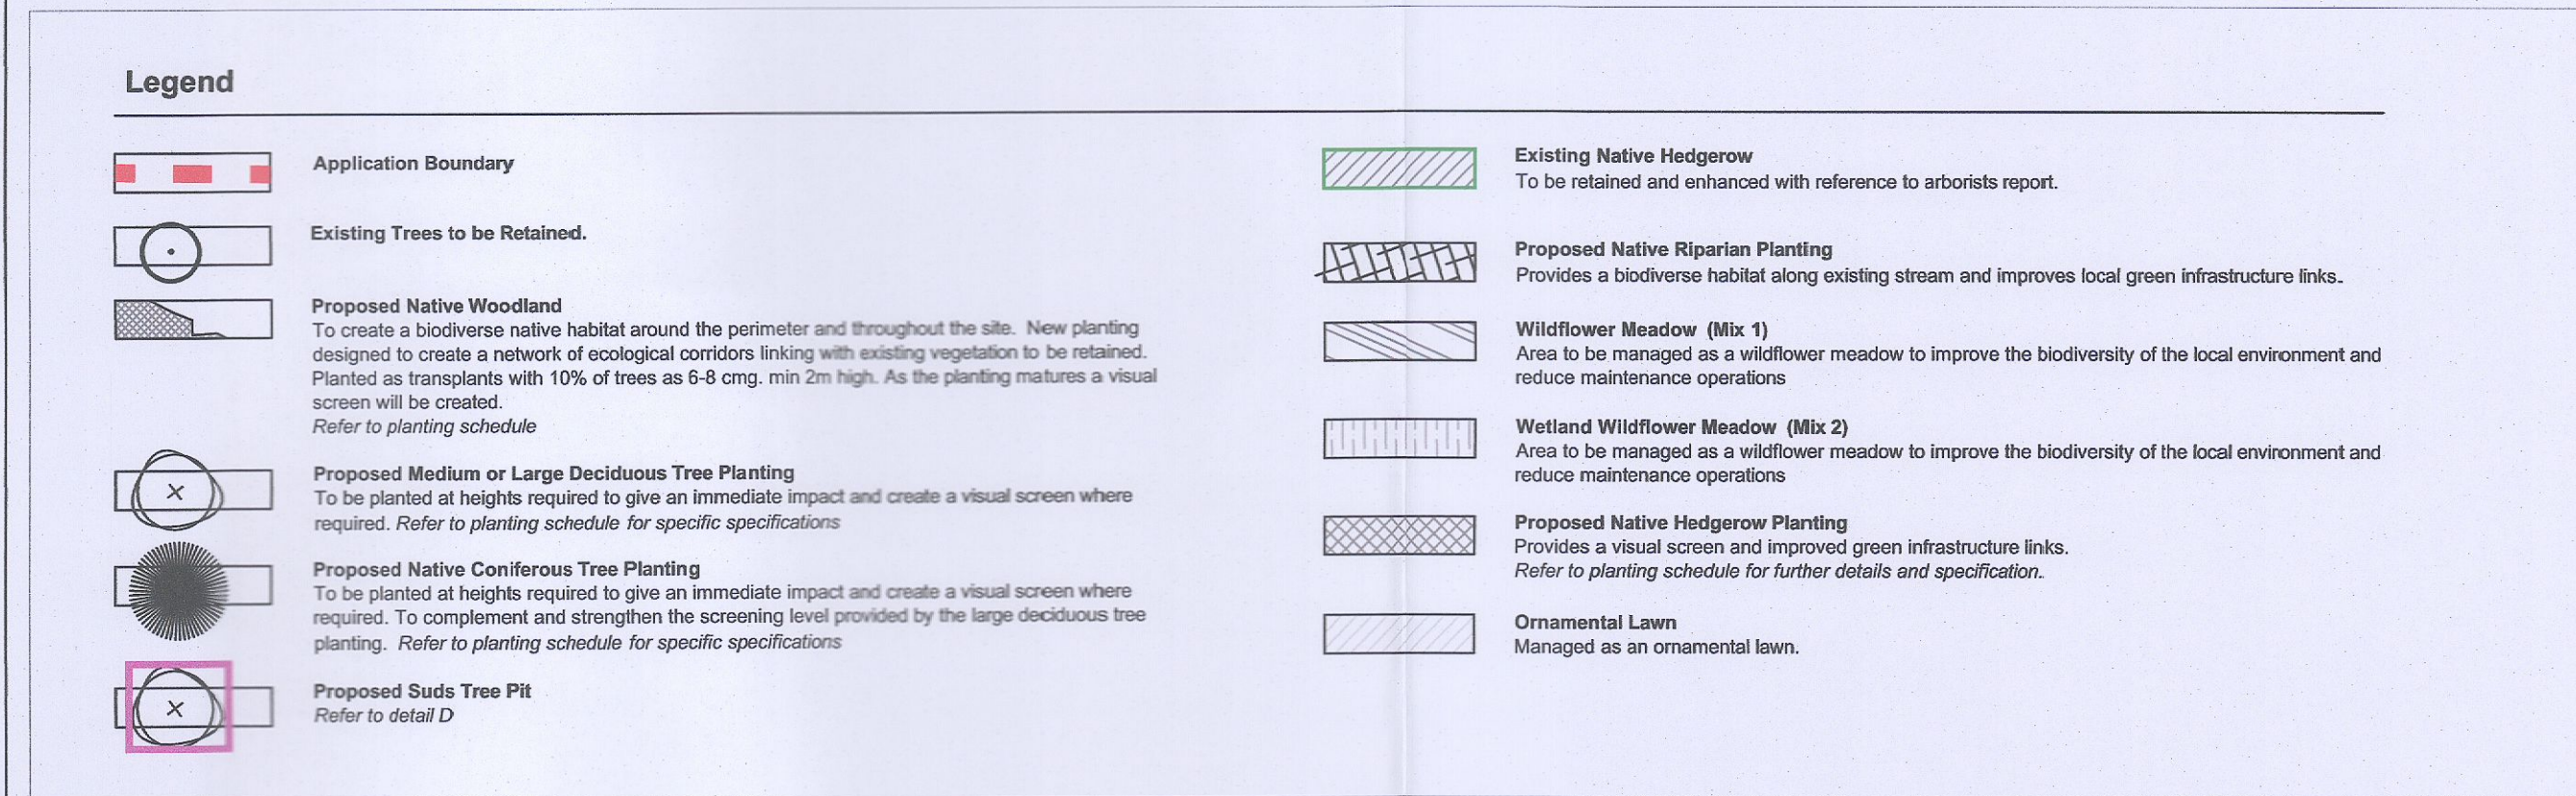 Legend
Application Boundary
Existing Trees to be Retained.
Proposed Native Woodland
To create a biodiverse native habitat around the perimeter and throughout the site. New planting
designed to create a network of ecological corridors linking with existing vegetation to be retained.
Planted as transplants with 10% of trees as 6-8 cmg. min 2m high. As the planting matures a visual
screen will be created.
Refer to planting schedule
Proposed Medium or Large Deciduous Tree Planting
To be planted at heights required to give an immediate impact and create a visual screen where
required. Refer to planting schedule for specific specifications
Proposed Native Coniferous Tree Planting
To be planted at heights required to give an immediate impact and create a visual screen where
required. To complement and strengthen the screening level provided by the large deciduous tree
planting. Refer to planting schedule for specific specifications
Proposed Suds Tree Pit
Refer to detail D
Existing Native Hedgerow
To be retained and enhanced with reference to arborists report.
Proposed Native Riparian Planting
Provides a biodiverse habitat along existing stream and improves local green infrastructure links.
Wildflower Meadow (Mix 1)
Area to be managed as a wildflower meadow to improve the biodiversity of the local environment and
reduce maintenance operations
Wetland Wildflower Meadow (Mix 2)
Area to be managed as a wildflower meadow to improve the biodiversity of the local environment and
reduce maintenance operations
Proposed Native Hedgerow Planting
Provides a visual screen and improved green infrastructure links.
Refer to planting schedule for further details and specification.
Ornamental Lawn
Managed as an ornamental lawn.